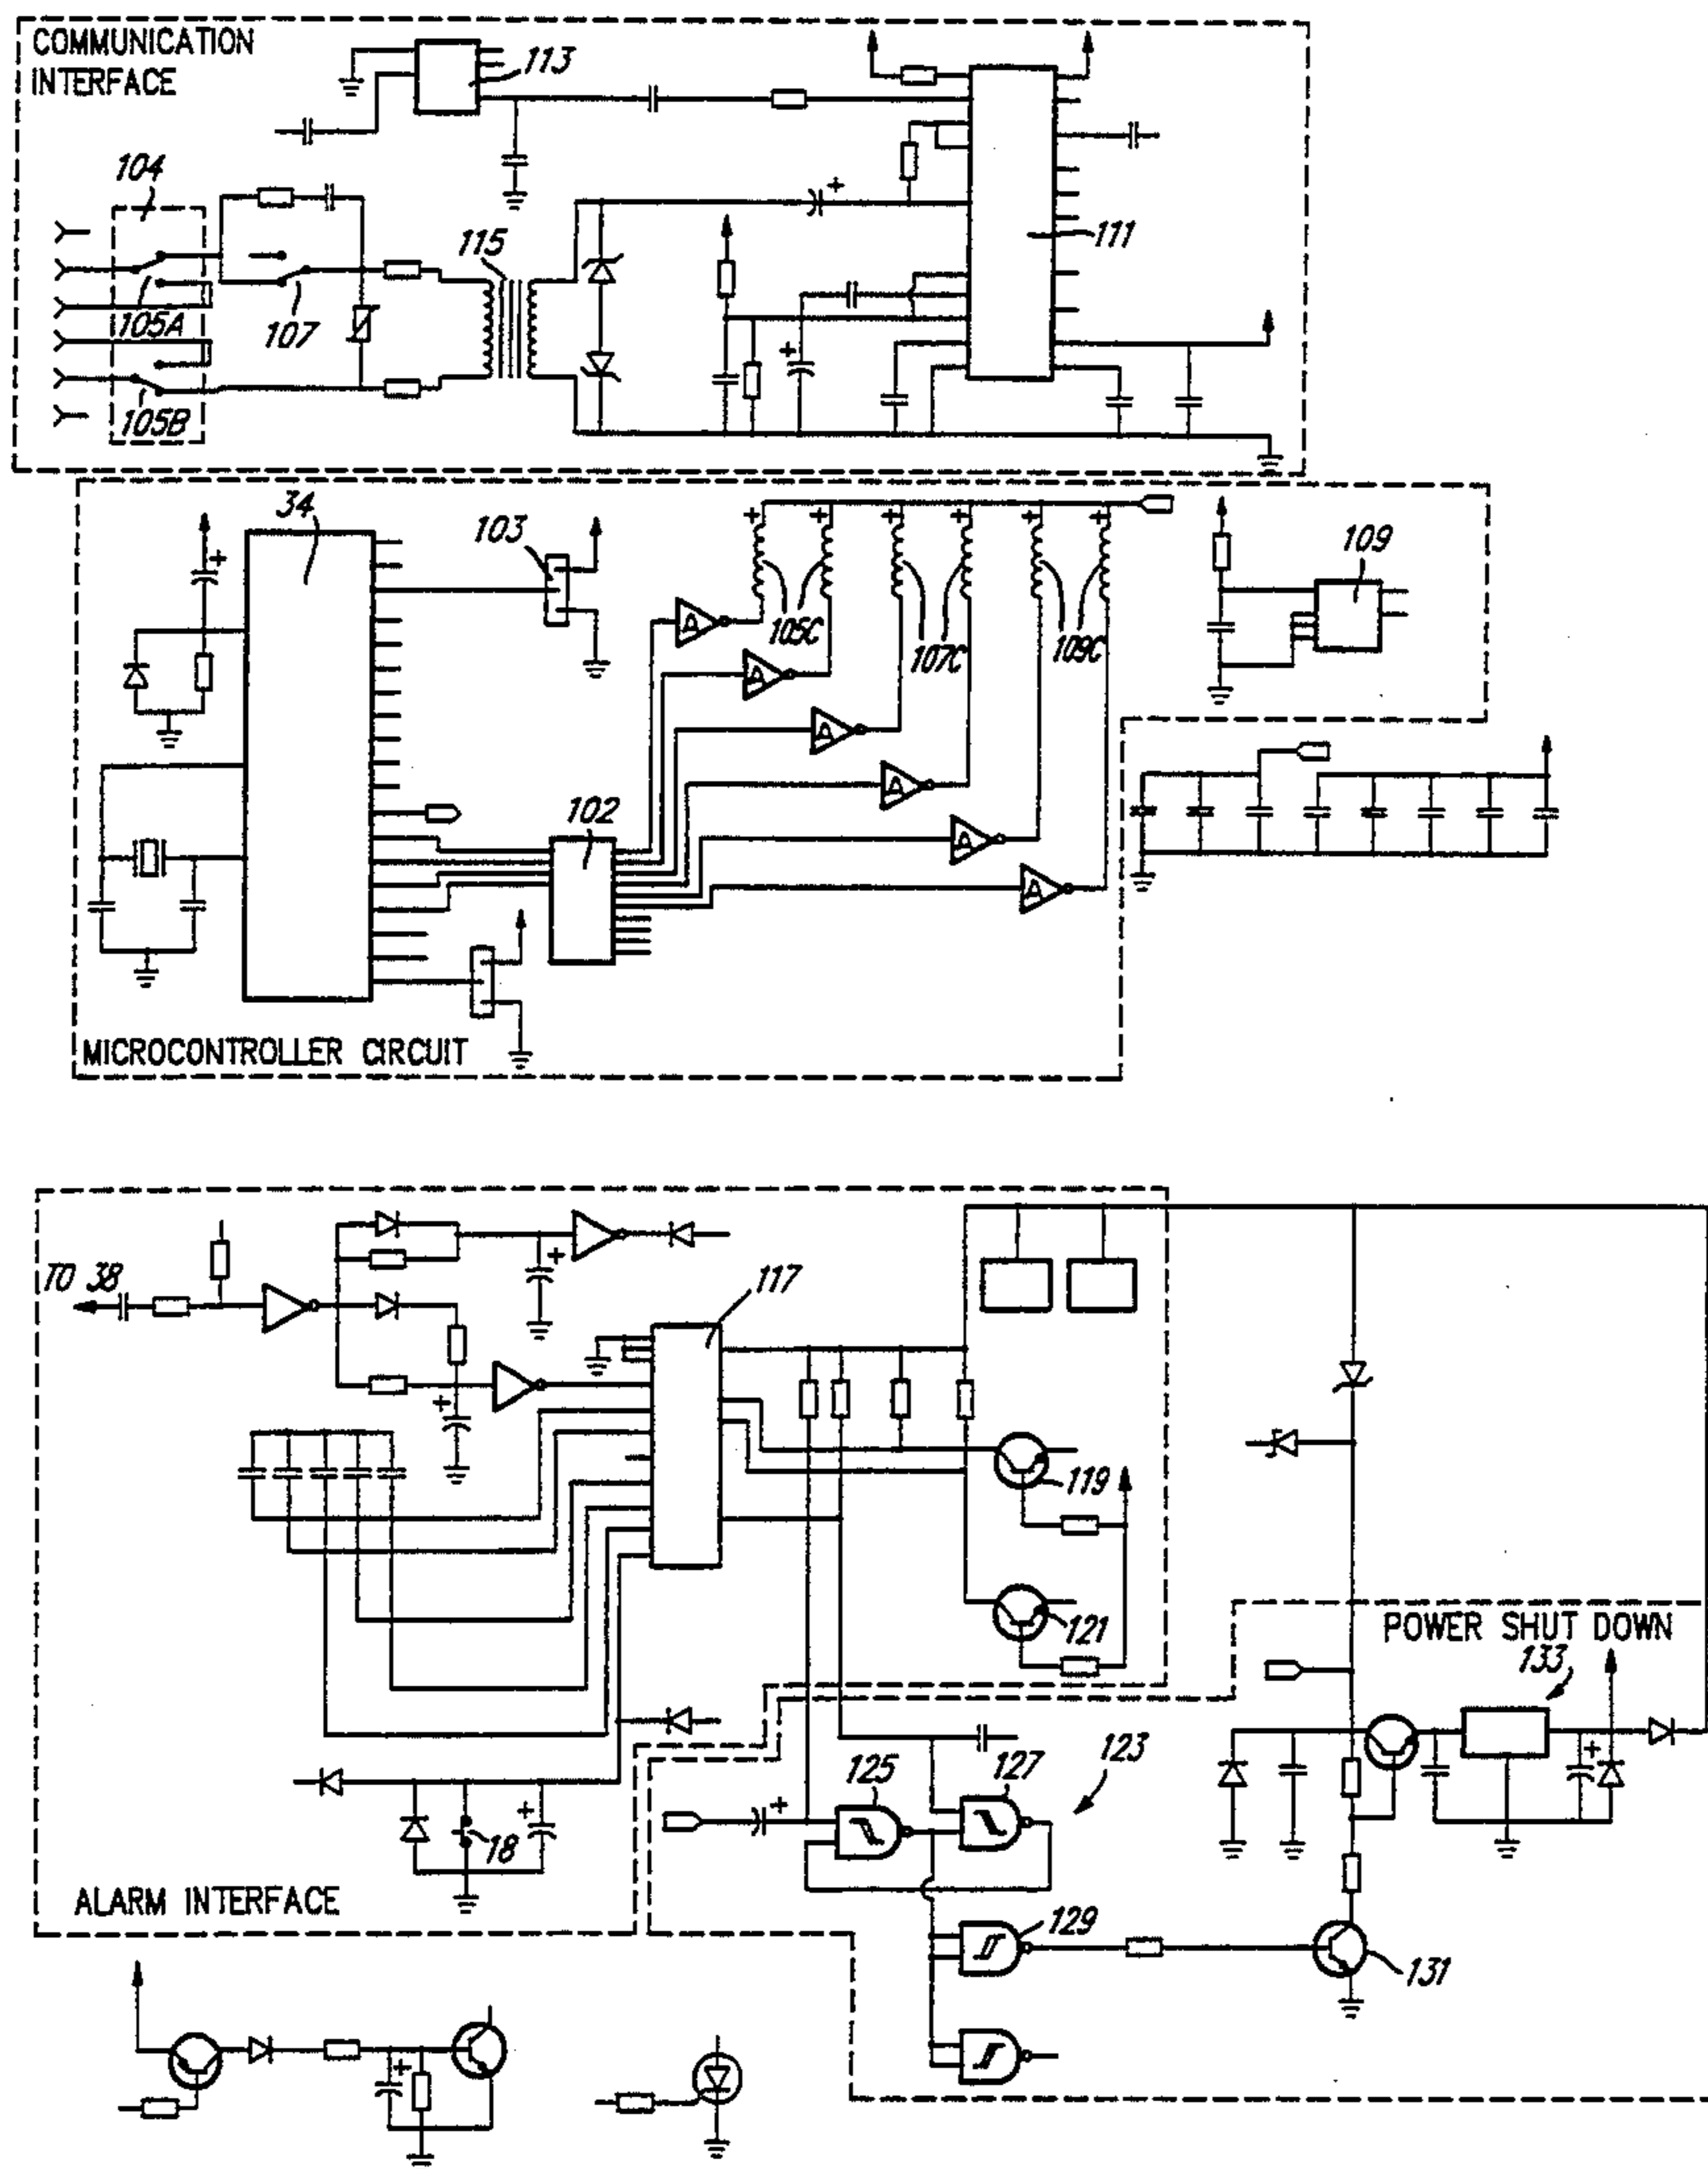 COMMUNICATION
INTERFACE
113
104
115
111
105A
107
105B
34
103
109
105C
107C
109C
102
MICROCONTROLLER CIRCUIT
TO 38
117
119
121
POWER SHUT DOWN
133
125
127
123
18
ALARM INTERFACE
129
131